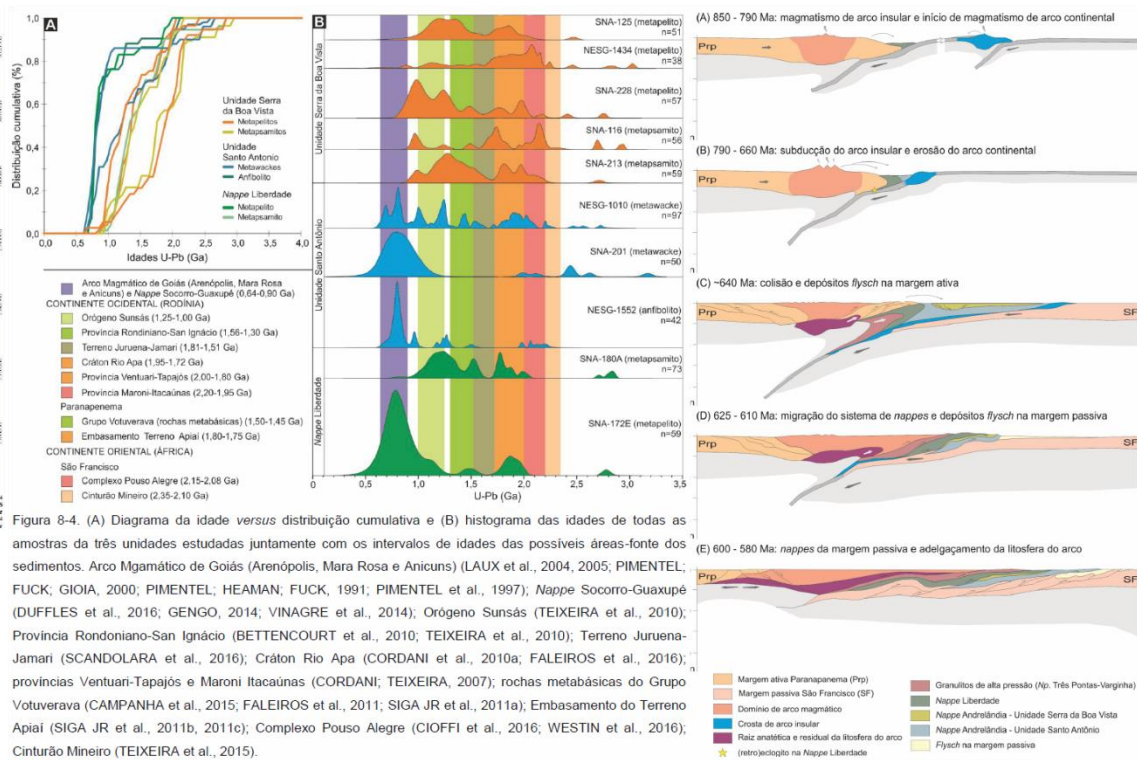 A
Distribuição cumulativa (%)
1,0
0,8
0,6
0,4
0,2
0,0
0,0 1,0 2,0 3,0 4,0
Idades U-Pb (Ga)
Unidade Serra
da Boa Vista
Metapelitos
Metapsamitos
Unidade
Santo Antonio
Metawackes
Anfibolito
Nappe Liberdade
Metapelito
Metapsamito
Arco Magmático de Goiás (Arenópolis, Mara Rosa
e Anicuns) e Nappe Socorro-Guaxupé (0,64-0,90 Ga)
CONTINENTE OCIDENTAL (RODÍNIA)
Orógeno Sunsás (1,25-1,00 Ga)
Província Rondiniano-San Ignácio (1,56-1,30 Ga)
Terreno Juruena-Jamari (1,81-1,51 Ga)
Cráton Rio Apa (1,95-1,72 Ga)
Província Ventuari-Tapajós (2,00-1,80 Ga)
Província Maroni-Itacaúnas (2,20-1,95 Ga)
Paranapenema
Grupo Votuverava (rochas metabásicas) (1,50-1,45 Ga)
Embasamento Terreno Apiaí (1,80-1,75 Ga)
CONTINENTE ORIENTAL (ÁFRICA)
São Francisco
Complexo Pouso Alegre (2.15-2.08 Ga)
Cinturão Mineiro (2.35-2.10 Ga)
B
Unidade Serra da Boa Vista
Unidade Santo Antônio
Nappe Liberdade
SNA-125 (metapelito)
n=51
NESG-1434 (metapelito)
n=38
SNA-228 (metapelito)
n=57
SNA-116 (metapsamito)
n=56
SNA-213 (metapsamito)
n=59
NESG-1010 (metawacke)
n=97
SNA-201 (metawacke)
n=50
NESG-1552 (anfibolito)
n=42
SNA-180A (metapsamito)
n=73
SNA-172E (metapelito)
n=59
0 0,5 1,0 1,5 2,0 2,5 3,0 3,5
U-Pb (Ga)
Figura 8-4. (A) Diagrama da idade versus distribuição cumulativa e (B) histograma das idades de todas as
amostras da três unidades estudadas juntamente com os intervalos de idades das possíveis áreas-fonte dos
sedimentos. Arco Mgamático de Goiás (Arenópolis, Mara Rosa e Anicuns) (LAUX et al., 2004, 2005; PIMENTEL;
FUCK; GIOIA, 2000; PIMENTEL; HEAMAN; FUCK, 1991; PIMENTEL et al., 1997); Nappe Socorro-Guaxupé
(DUFFLES et al., 2016; GENGO, 2014; VINAGRE et al., 2014); Orógeno Sunsás (TEIXEIRA et al., 2010);
Província Rondoniano-San Ignácio (BETTENCOURT et al., 2010; TEIXEIRA et al., 2010); Terreno Juruena-
Jamari (SCANDOLARA et al., 2016); Cráton Rio Apa (CORDANI et al., 2010a; FALEIROS et al., 2016);
províncias Ventuari-Tapajós e Maroni Itacaúnas (CORDANI; TEIXEIRA, 2007); rochas metabásicas do Grupo
Votuverava (CAMPANHA et al., 2015; FALEIROS et al., 2011; SIGA JR et al., 2011a); Embasamento do Terreno
Apiaí (SIGA JR et al., 2011b, 2011c); Complexo Pouso Alegre (CIOFFI et al., 2016; WESTIN et al., 2016);
Cinturão Mineiro (TEIXEIRA et al., 2015).
(A) 850 - 790 Ma: magmatismo de arco insular e início de magmatismo de arco continental
Prp
(B) 790 - 660 Ma: subducção do arco insular e erosão do arco continental
Prp
(C) ~640 Ma: colisão e depósitos flysch na margem ativa
Prp SF
(D) 625 - 610 Ma: migração do sistema de nappes e depósitos flysch na margem passiva
Prp SF
(E) 600 - 580 Ma: nappes da margem passiva e adelgaçamento da litosfera do arco
Prp SF
Margem ativa Paranapanema (Prp)
Margem passiva São Francisco (SF)
Domínio de arco magmático
Crosta de arco insular
Raiz anatética e residual da litosfera do arco
(retro)eclogito na Nappe Liberdade
Granulitos de alta pressão (Np. Três Pontas-Varginha)
Nappe Liberdade
Nappe Andrelândia - Unidade Serra da Boa Vista
Nappe Andrelândia - Unidade Santo Antônio
Flysch na margem passiva